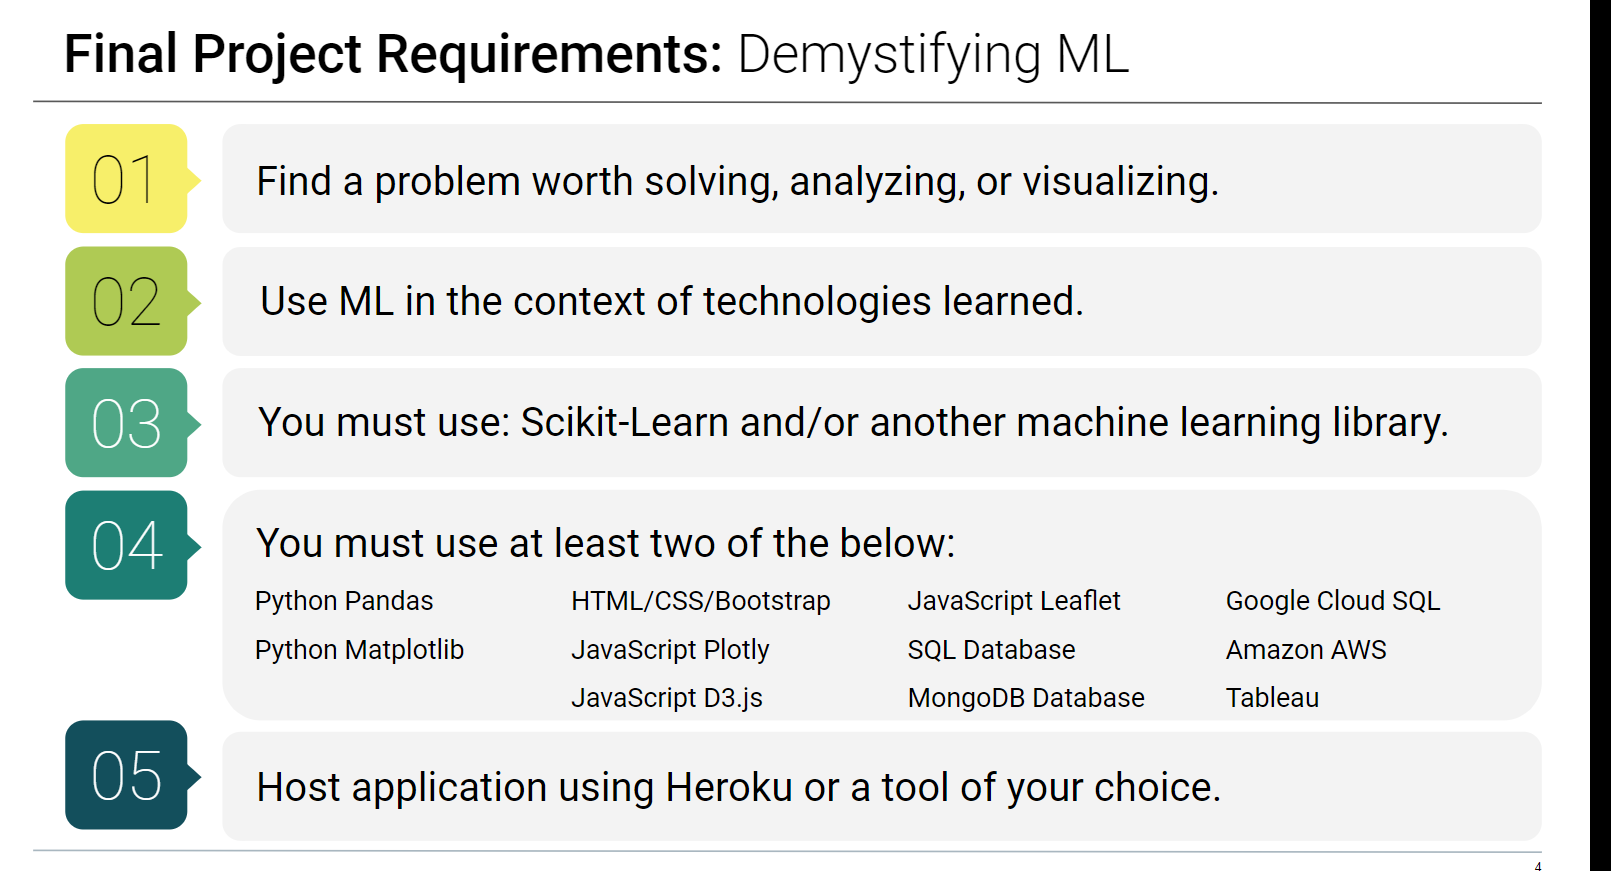 Final Project Requirements: Demystifying ML
01
Find a problem worth solving, analyzing, or visualizing.
02
Use ML in the context of technologies learned.
03
You must use: Scikit-Learn and/or another machine learning library.
04
You must use at least two of the below:
Python Pandas HTML/CSS/Bootstrap JavaScript Leaflet Google Cloud SQL
Python Matplotlib JavaScript Plotly SQL Database Amazon AWS
JavaScript D3.js MongoDB Database Tableau
05
Host application using Heroku or a tool of your choice.
4